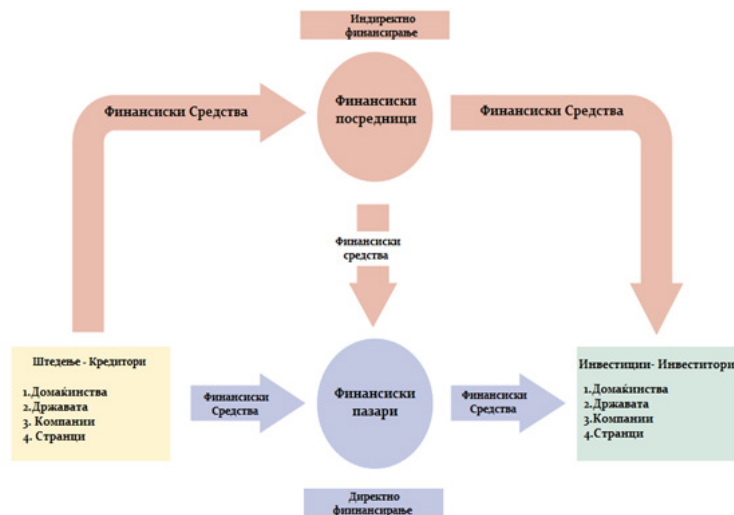 Индиректно
финансирање
Финансиски Средства
Финансиски
посредници
Финансиски Средства
Финансиски
средства
Штедење - Кредитори
1.Домаќинства
2.Државата
3. Компании
4. Странци
Финансиски
Средства
Финансиски
пазари
Финансиски
Средства
Инвестиции- Инвеститори
1.Домаќинства
2.Државата
3.Компании
4.Странци
Директно
фиинансирање